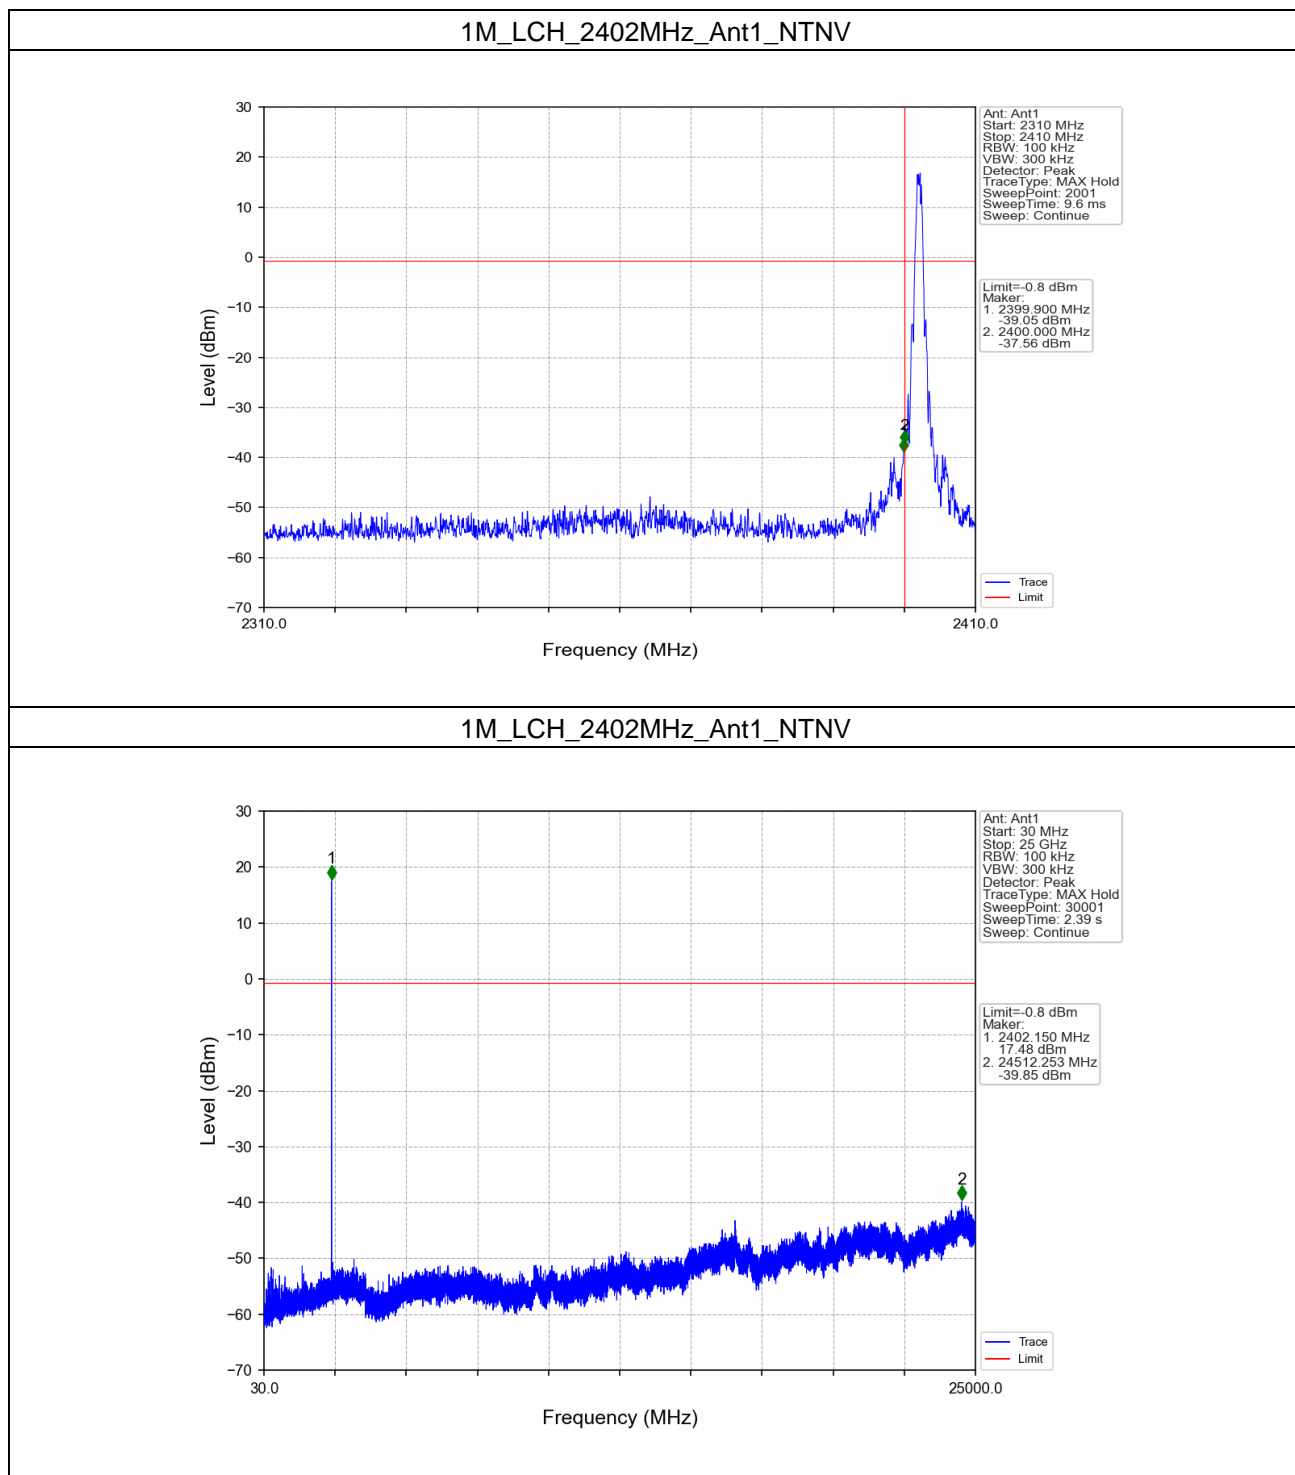 1M_LCH_2402MHz_Ant1_NTNV
30
20
10
0
−10
−20
−30
−40
−50
−60
−70
Level (dBm)
2310.0
2410.0
Frequency (MHz)
2
Ant: Ant1
Start: 2310 MHz
Stop: 2410 MHz
RBW: 100 kHz
VBW: 300 kHz
Detector: Peak
TraceType: MAX Hold
SweepPoint: 2001
SweepTime: 9.6 ms
Sweep: Continue
Limit=-0.8 dBm
Maker:
1. 2399.900 MHz
-39.05 dBm
2. 2400.000 MHz
-37.56 dBm
Trace
Limit
1M_LCH_2402MHz_Ant1_NTNV
30
20
10
0
−10
−20
−30
−40
−50
−60
−70
Level (dBm)
30.0
25000.0
Frequency (MHz)
1
2
Ant: Ant1
Start: 30 MHz
Stop: 25 GHz
RBW: 100 kHz
VBW: 300 kHz
Detector: Peak
TraceType: MAX Hold
SweepPoint: 30001
SweepTime: 2.39 s
Sweep: Continue
Limit=-0.8 dBm
Maker:
1. 2402.150 MHz
17.48 dBm
2. 24512.253 MHz
-39.85 dBm
Trace
Limit